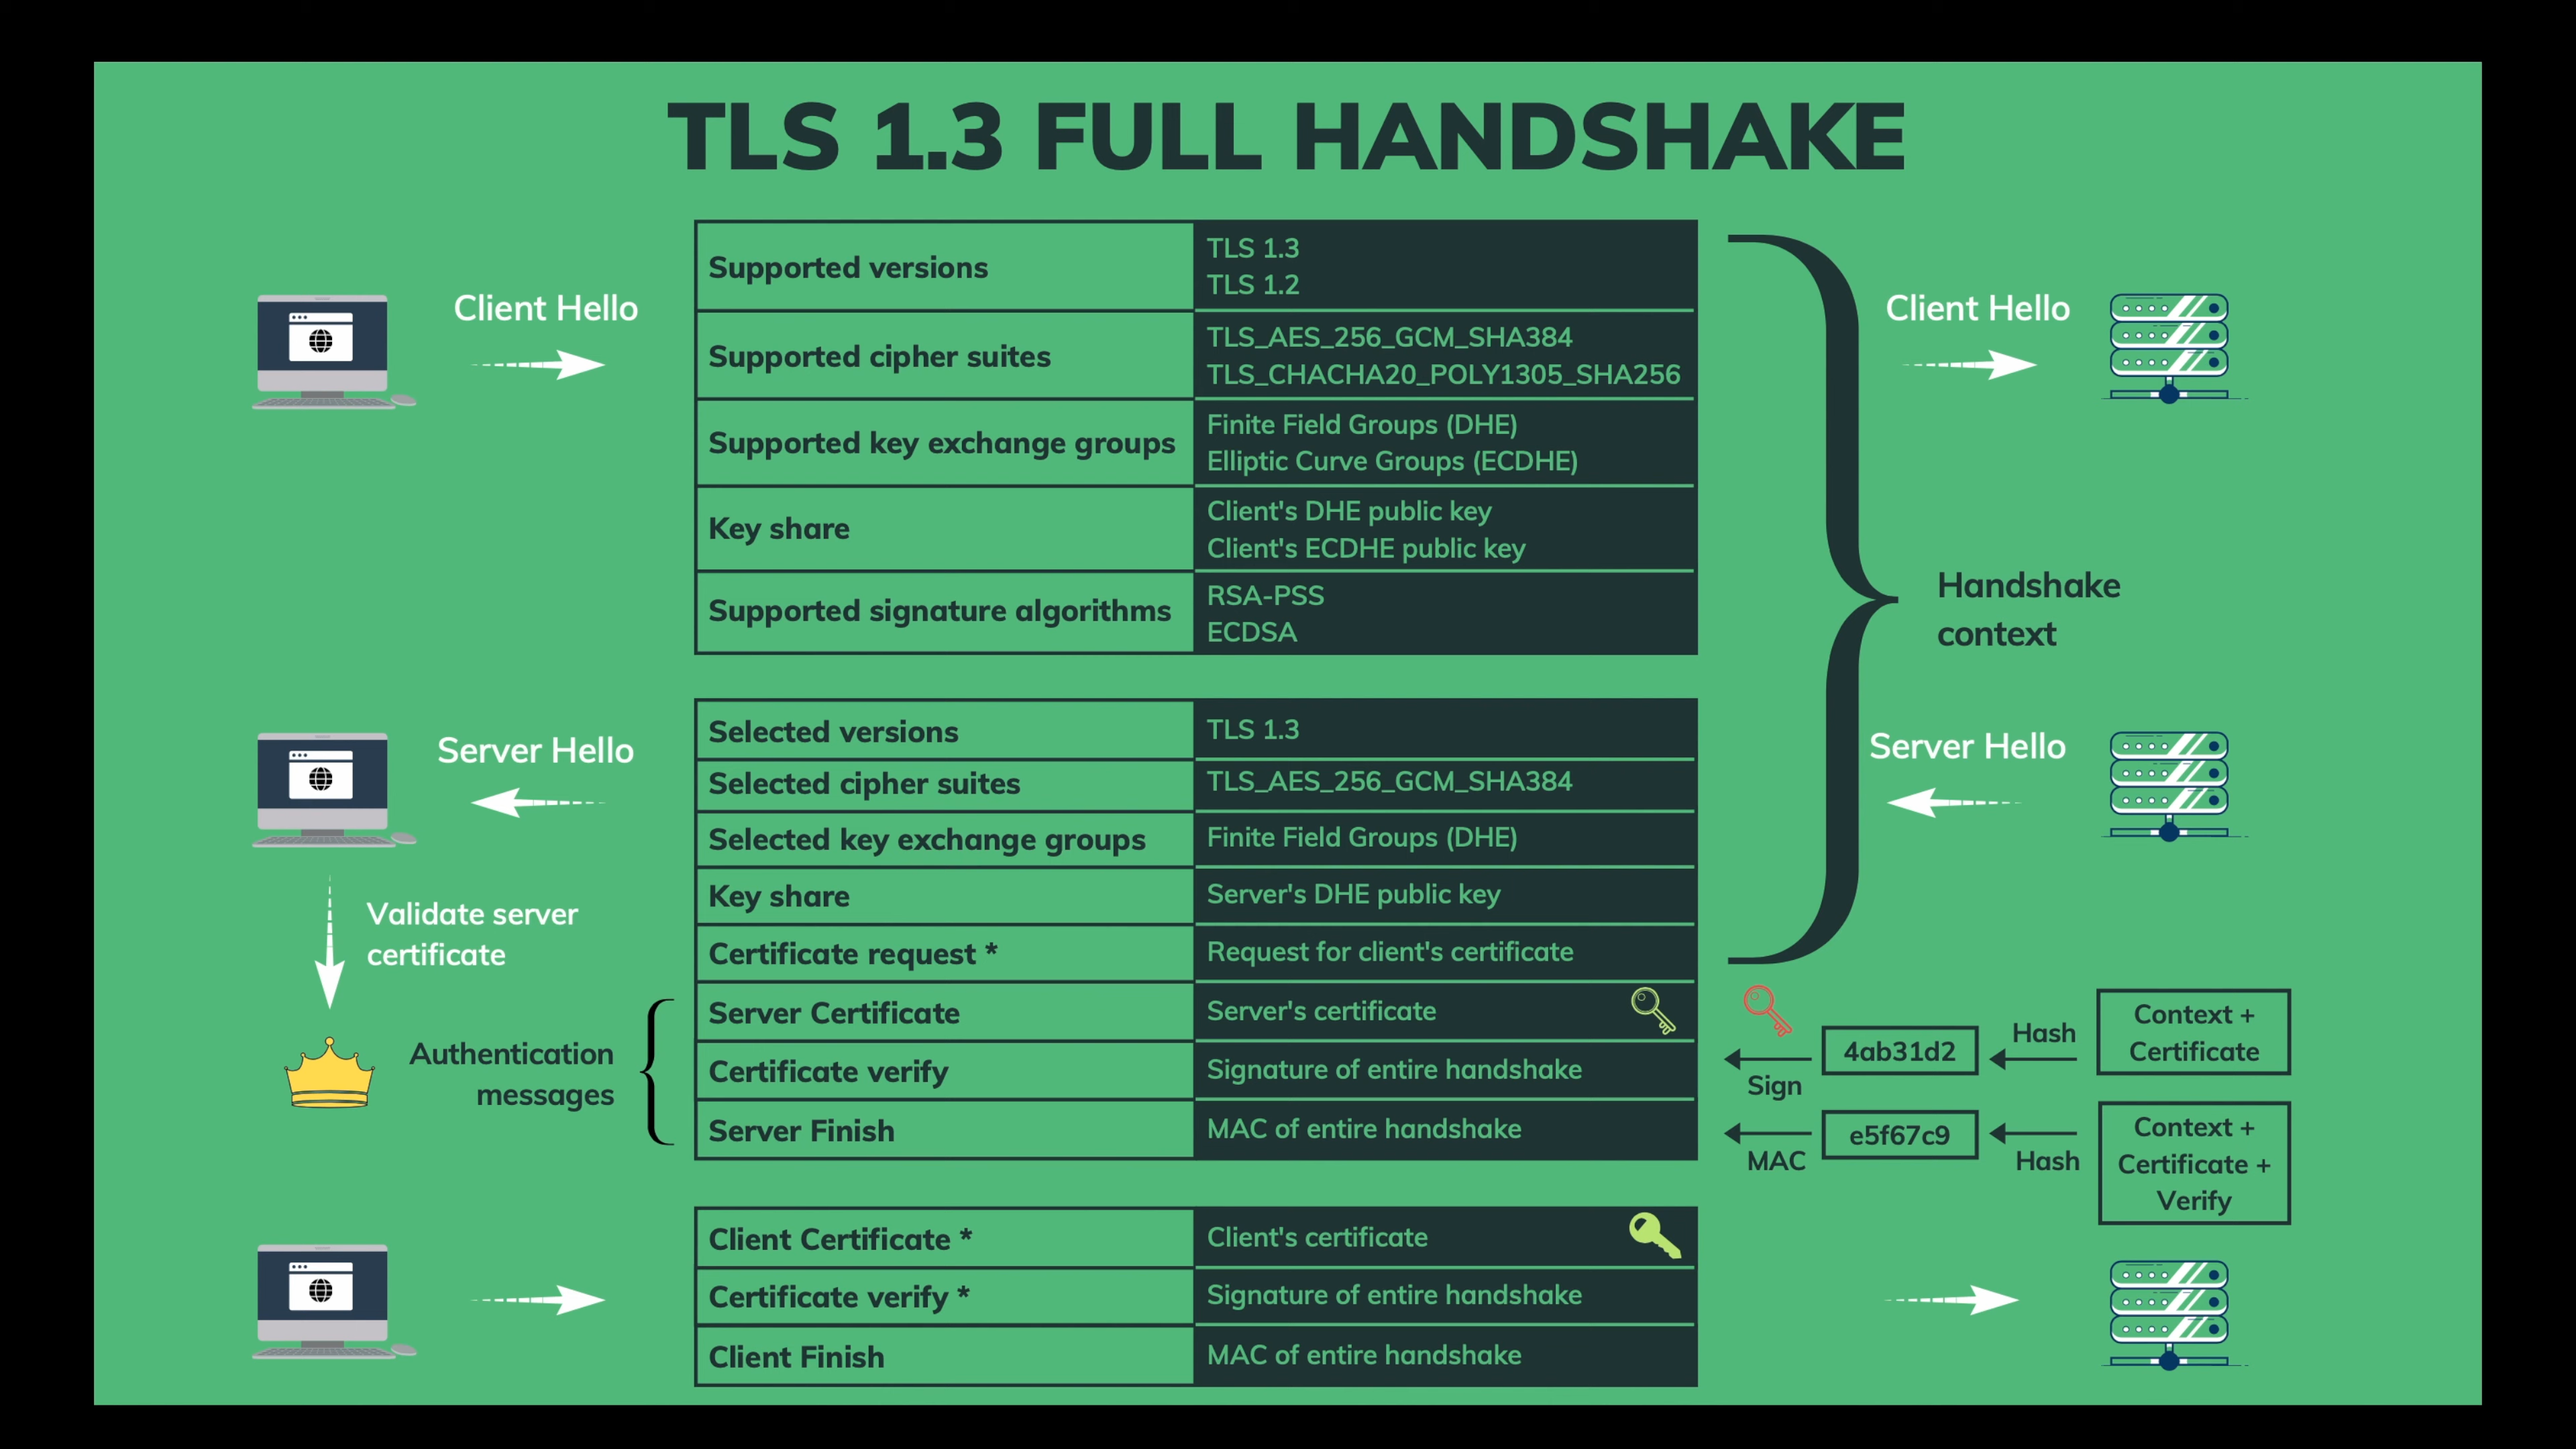 TLS 1.3 FULL HANDSHAKE
Client Hello
Supported versions
TLS 1.3
TLS 1.2
Supported cipher suites
TLS_AES_256_GCM_SHA384
TLS_CHACHA20_POLY1305_SHA256
Supported key exchange groups
Finite Field Groups (DHE)
Elliptic Curve Groups (ECDHE)
Key share
Client's DHE public key
Client's ECDHE public key
Supported signature algorithms
RSA-PSS
ECDSA
Client Hello
Handshake
context
Server Hello
Selected versions
TLS 1.3
Selected cipher suites
TLS_AES_256_GCM_SHA384
Selected key exchange groups
Finite Field Groups (DHE)
Key share
Server's DHE public key
Certificate request *
Request for client's certificate
Server Certificate
Server's certificate
Certificate verify
Signature of entire handshake
Server Finish
MAC of entire handshake
Server Hello
Validate server
certificate
Authentication
messages
Sign
4ab31d2
Hash
Context +
Certificate
MAC
e5f67c9
Hash
Context +
Certificate +
Verify
Client Certificate *
Client's certificate
Certificate verify *
Signature of entire handshake
Client Finish
MAC of entire handshake